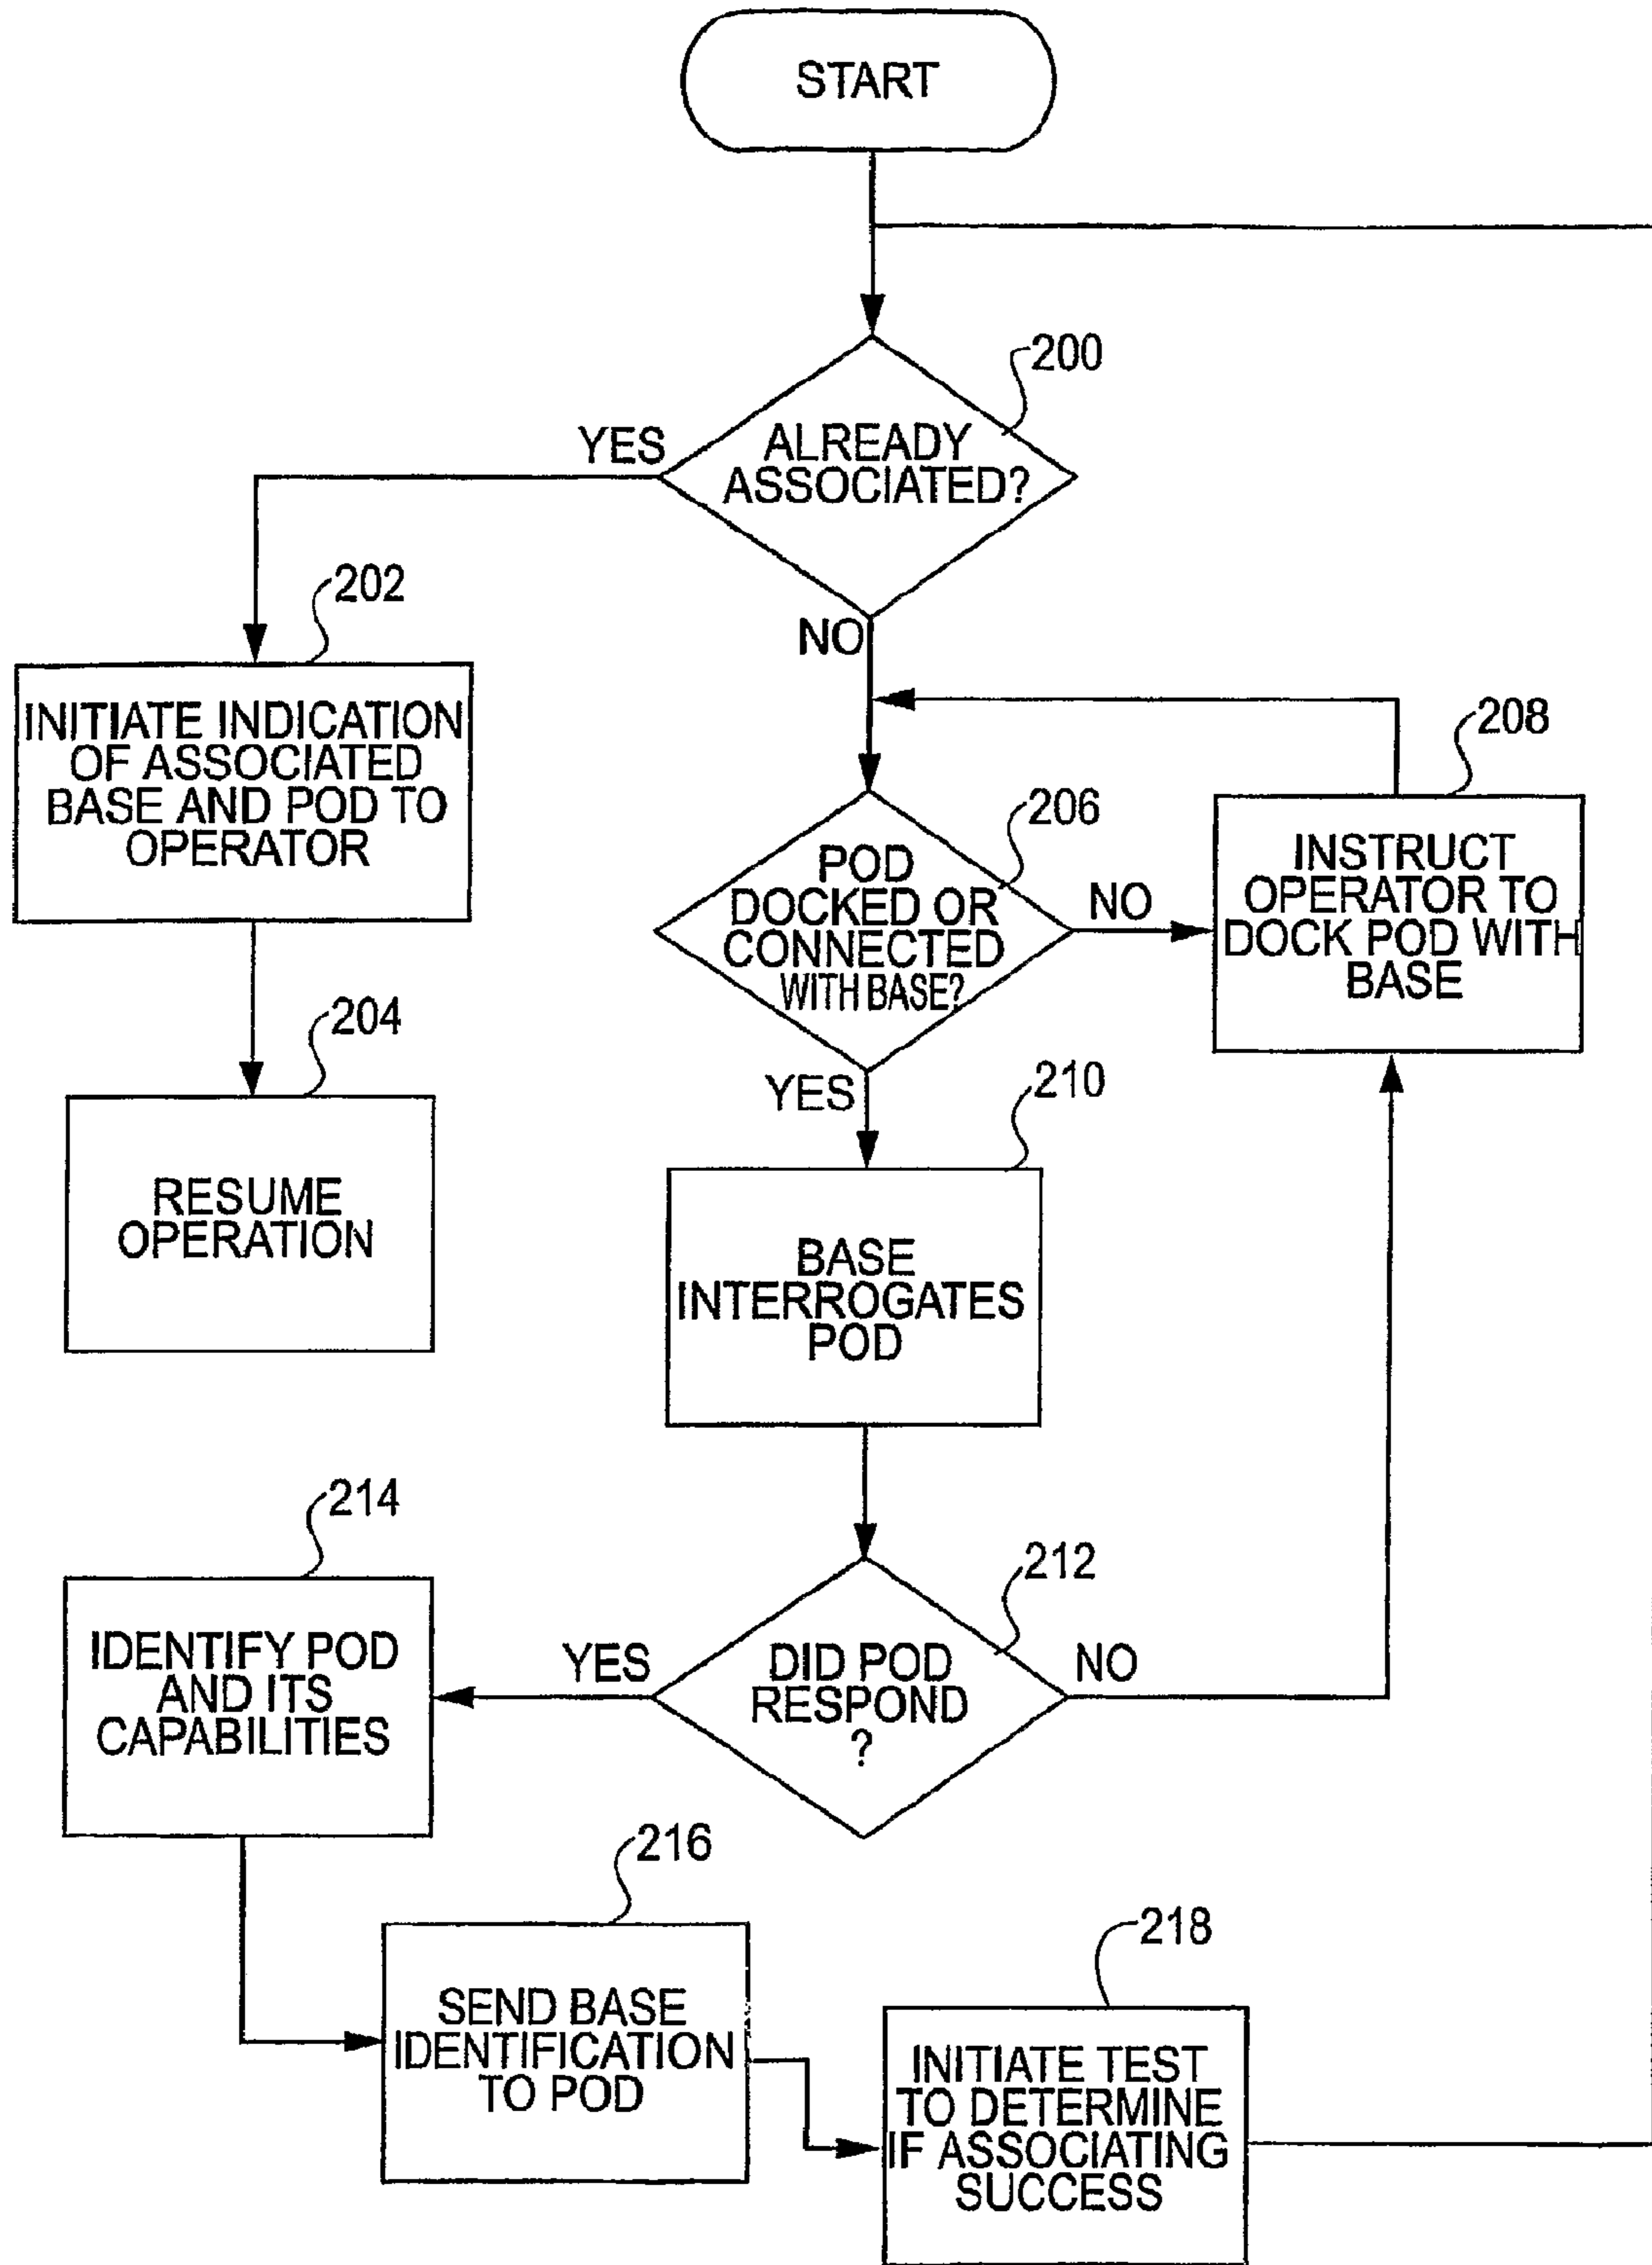 START
200
YES
ALREADY
ASSOCIATED?
NO
202
INITIATE INDICATION
OF ASSOCIATED
BASE AND POD TO
OPERATOR
204
RESUME
OPERATION
206
POD
DOCKED OR
CONNECTED
WITH BASE?
NO
YES
208
INSTRUCT
OPERATOR TO
DOCK POD WITH
BASE
210
BASE
INTERROGATES
POD
212
DID POD
RESPOND
?
YES
NO
214
IDENTIFY POD
AND ITS
CAPABILITIES
216
SEND BASE
IDENTIFICATION
TO POD
218
INITIATE TEST
TO DETERMINE
IF ASSOCIATING
SUCCESS